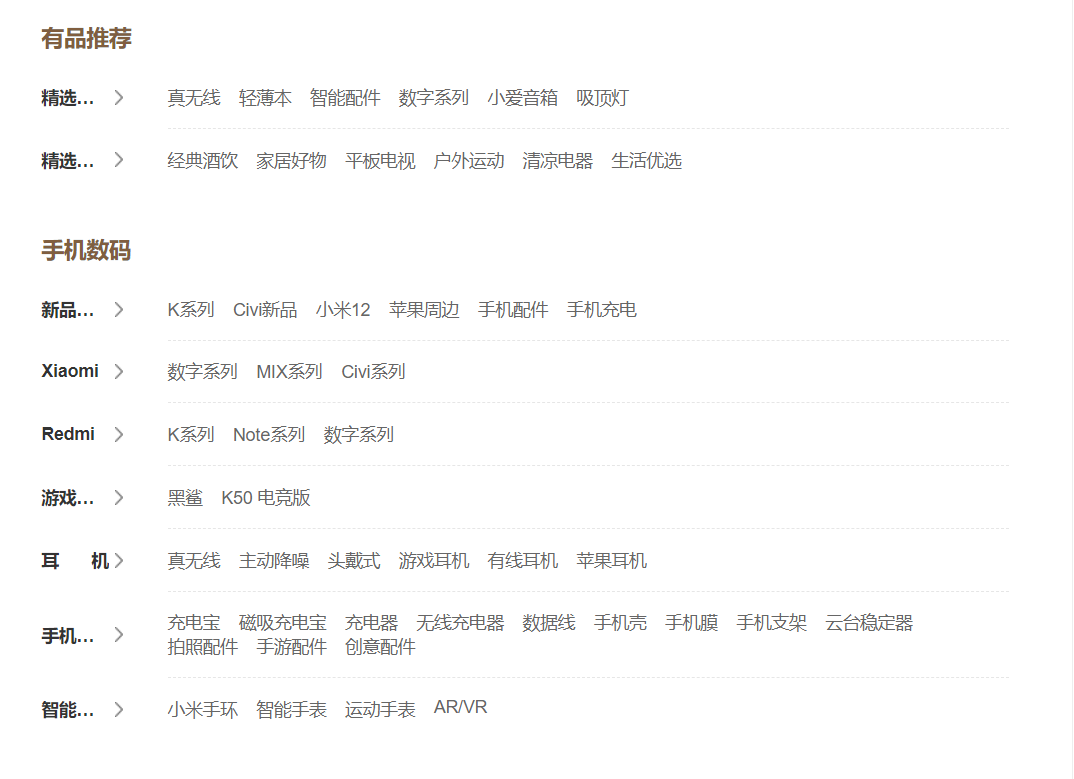 有品推荐
精选... 真无线 轻薄本 智能配件 数字系列 小爱音箱 吸顶灯
精选... 经典酒饮 家居好物 平板电视 户外运动 清凉电器 生活优选
手机数码
新品... K系列 Civi新品 小米12 苹果周边 手机配件 手机充电
Xiaomi 数字系列 MIX系列 Civi系列
Redmi K系列 Note系列 数字系列
游戏... 黑鲨 K50 电竞版
耳 机 真无线 主动降噪 头戴式 游戏耳机 有线耳机 苹果耳机
手机... 充电宝 磁吸充电宝 充电器 无线充电器 数据线 手机壳 手机膜 手机支架 云台稳定器
拍照配件 手游配件 创意配件
智能... 小米手环 智能手表 运动手表 AR/VR